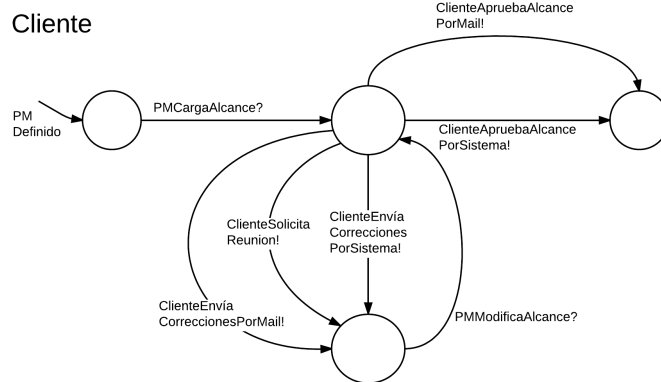 Cliente
ClienteApruebaAlcance
PorMail!
PM
Definido
PMCargaAlcance?
ClienteApruebaAlcance
PorSistema!
ClienteSolicita
Reunion!
ClienteEnvía
Correcciones
PorSistema!
ClienteEnvía
CorreccionesPorMail!
PMModificaAlcance?